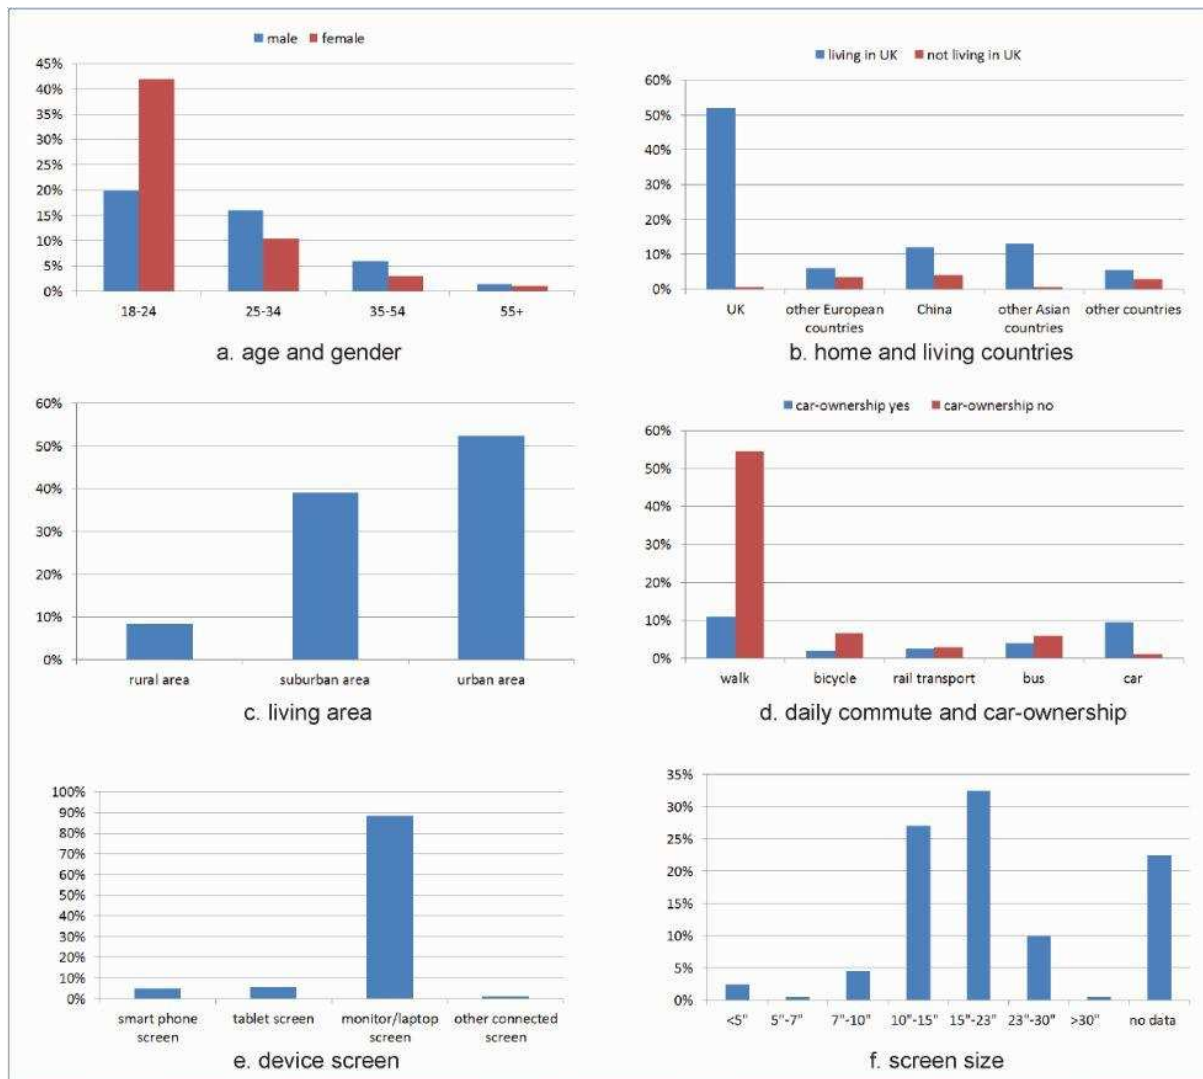 male female
45%
40%
35%
30%
25%
20%
15%
10%
5%
0%
18-24 25-34 35-54 55+
a. age and gender
living in UK not living in UK
60%
50%
40%
30%
20%
10%
0%
UK other European China other Asian other countries
countries countries
b. home and living countries
60%
50%
40%
30%
20%
10%
0%
rural area suburban area urban area
c. living area
car-ownership yes car-ownership no
60%
50%
40%
30%
20%
10%
0%
walk bicycle rail transport bus car
d. daily commute and car-ownership
100%
90%
80%
70%
60%
50%
40%
30%
20%
10%
0%
smart phone tablet screen monitor/laptop other connected
screen screen screen
e. device screen
35%
30%
25%
20%
15%
10%
5%
0%
<5" 5"-7" 7"-10" 10"-15" 15"-23" 23"-30" >30" no data
f. screen size